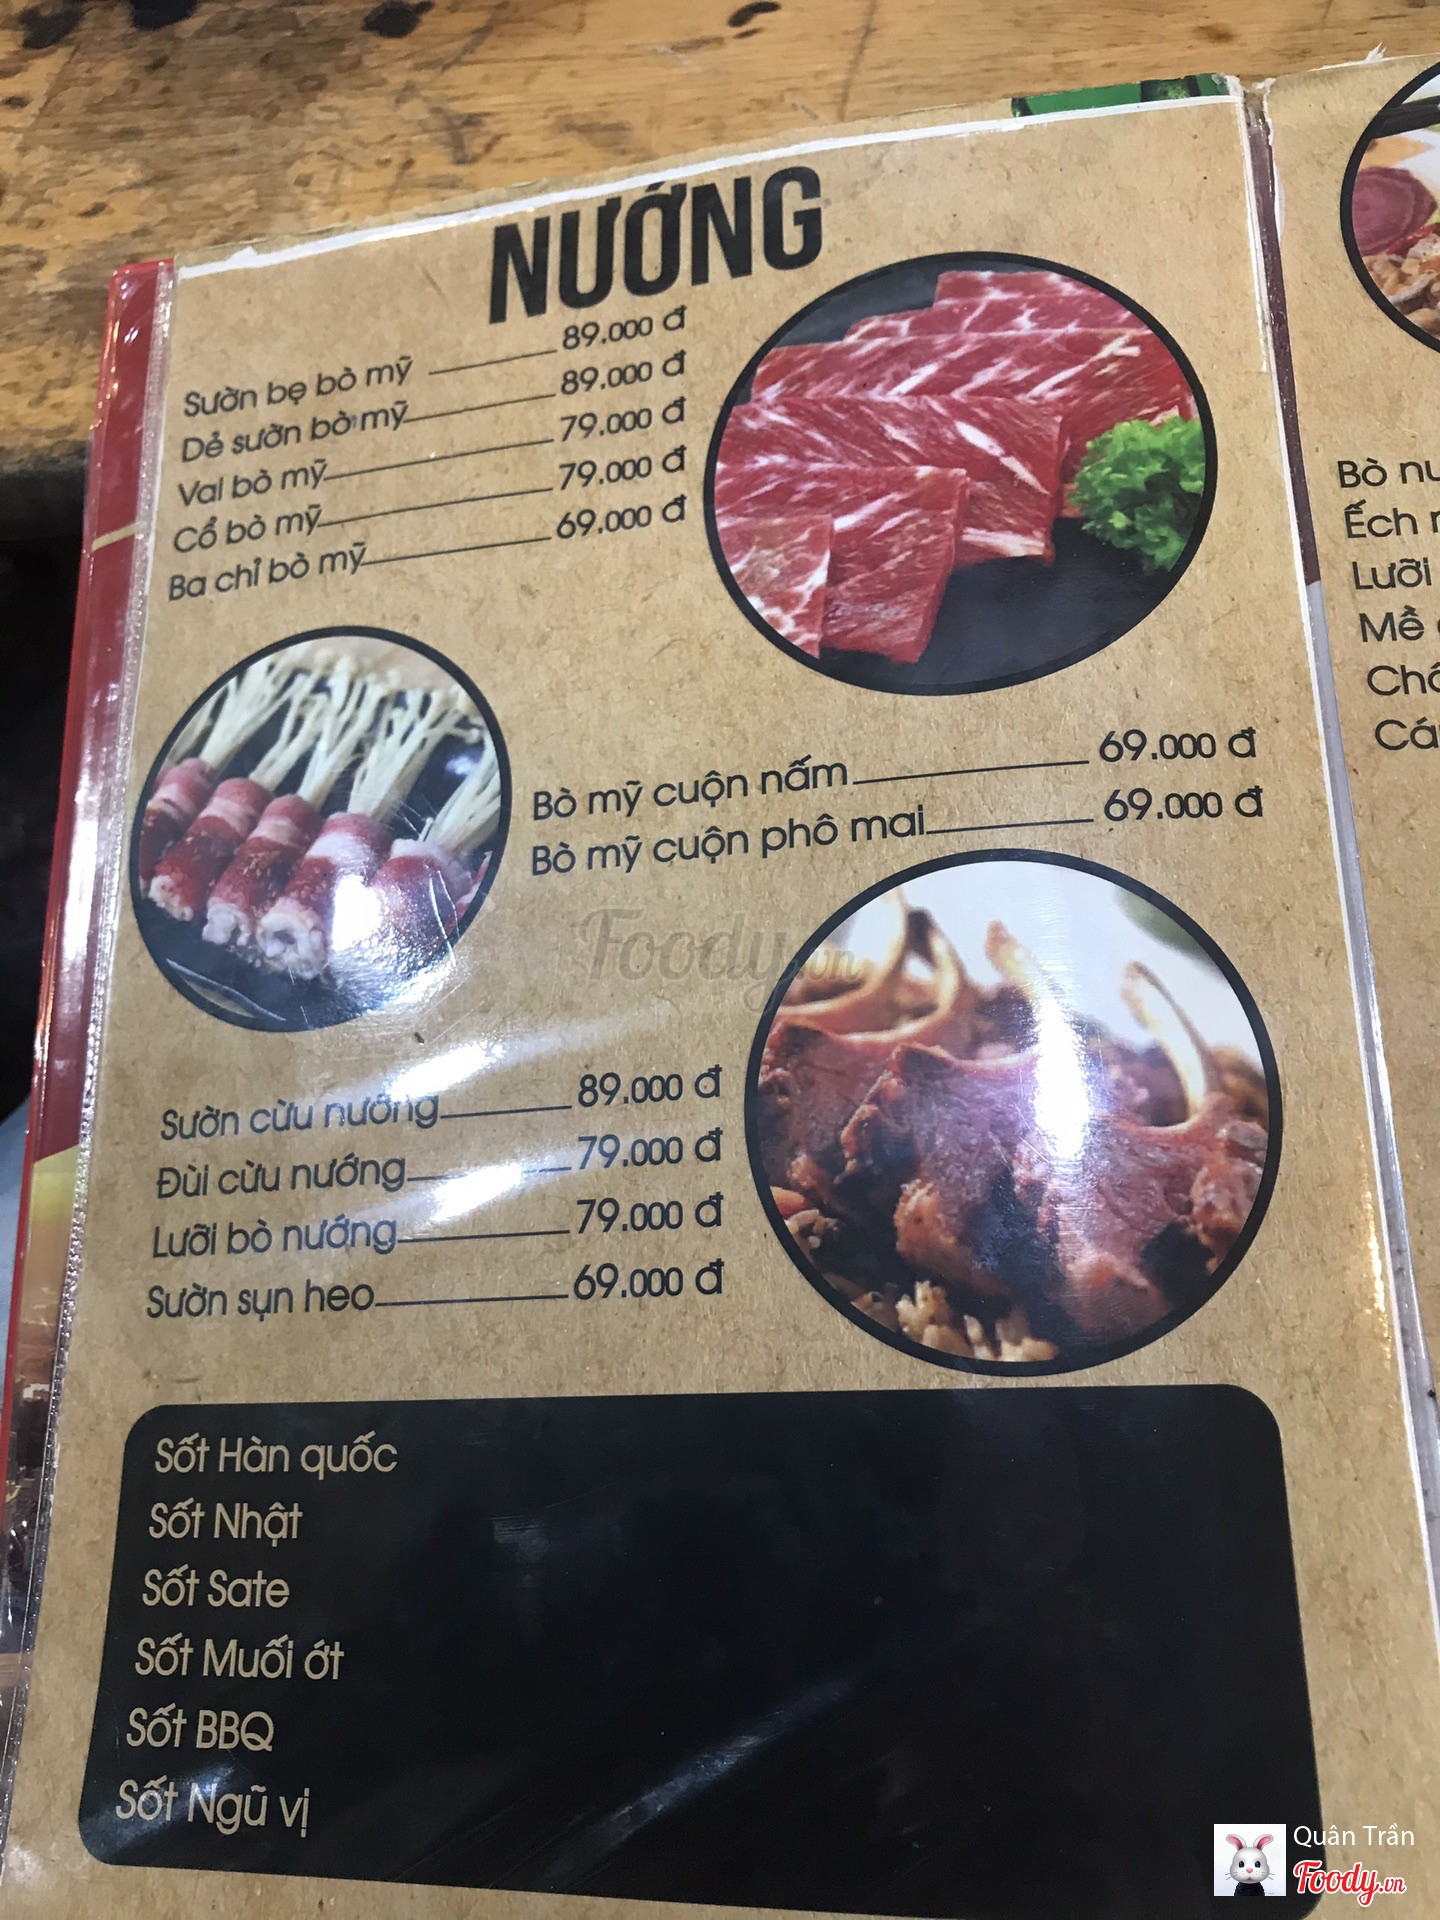 NƯỚNG
Sườn bẹ bò mỹ 89.000 đ
Dẻ sườn bò mỹ 89.000 đ
Vai bò mỹ 79.000 đ
Cổ bò mỹ 79.000 đ
Ba chỉ bò mỹ 69.000 đ
Bò mỹ cuộn nấm 69.000 đ
Bò mỹ cuộn phô mai 69.000 đ
Foody.vn
Sườn cừu nướng 89.000 đ
Đùi cừu nướng 79.000 đ
Lưỡi bò nướng 79.000 đ
Sườn sụn heo 69.000 đ
Sốt Hàn quốc
Sốt Nhật
Sốt Sate
Sốt Muối ớt
Sốt BBQ
Sốt Ngũ vị
Bò
Ếch
Lưỡi
Mề
Quân Trần
Foody.vn